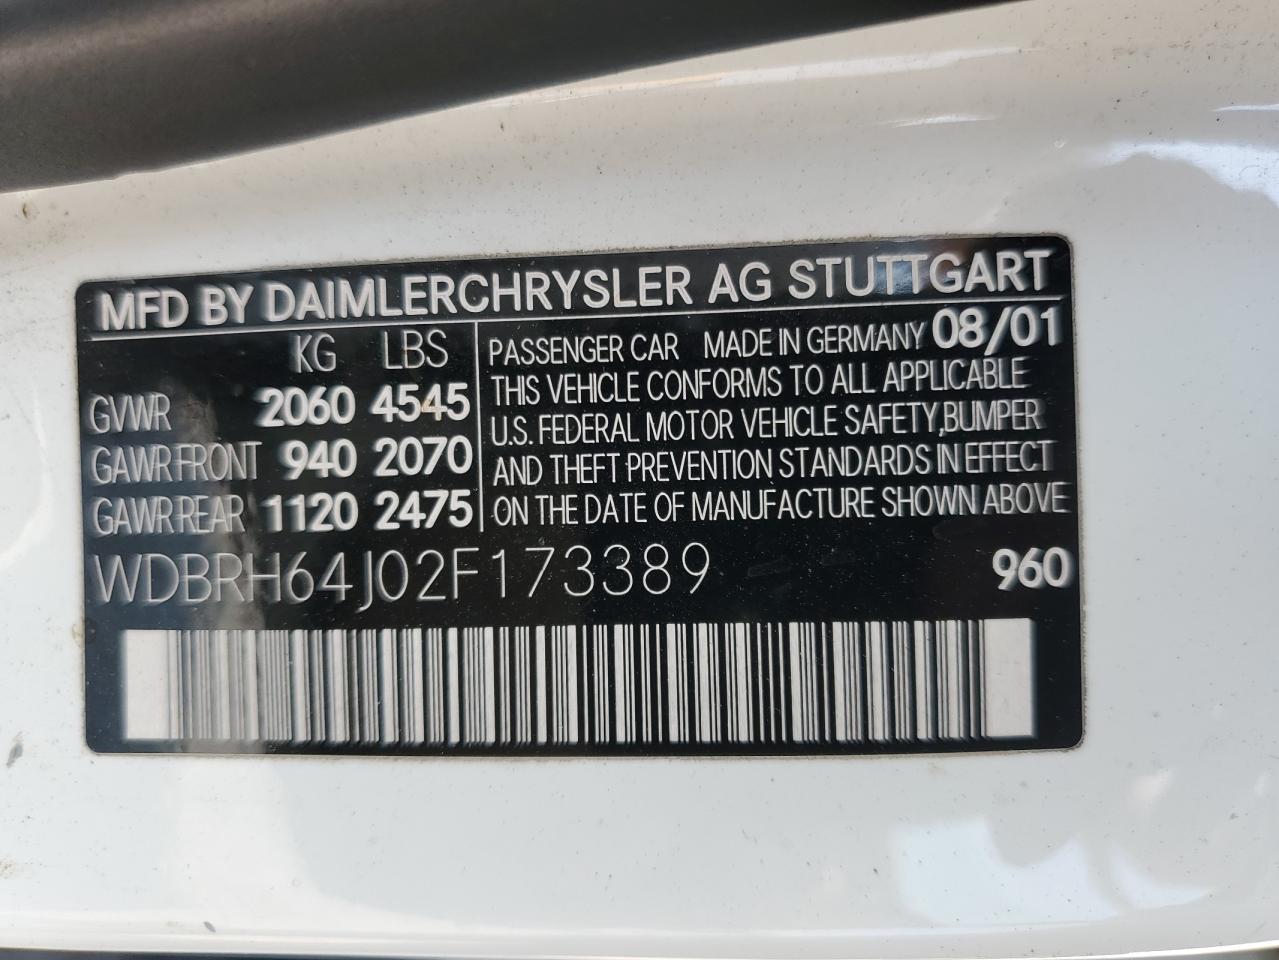 MFD BY DAIMLERCHRYSLER AG STUTTGART
KG LBS
GVWR 2060 4545
GAWR FRONT 940 2070
GAWR REAR 1120 2475
PASSENGER CAR MADE IN GERMANY 08/01
THIS VEHICLE CONFORMS TO ALL APPLICABLE
U.S. FEDERAL MOTOR VEHICLE SAFETY,BUMPER
AND THEFT PREVENTION STANDARDS IN EFFECT
ON THE DATE OF MANUFACTURE SHOWN ABOVE
WDBRH64J02F173389 960